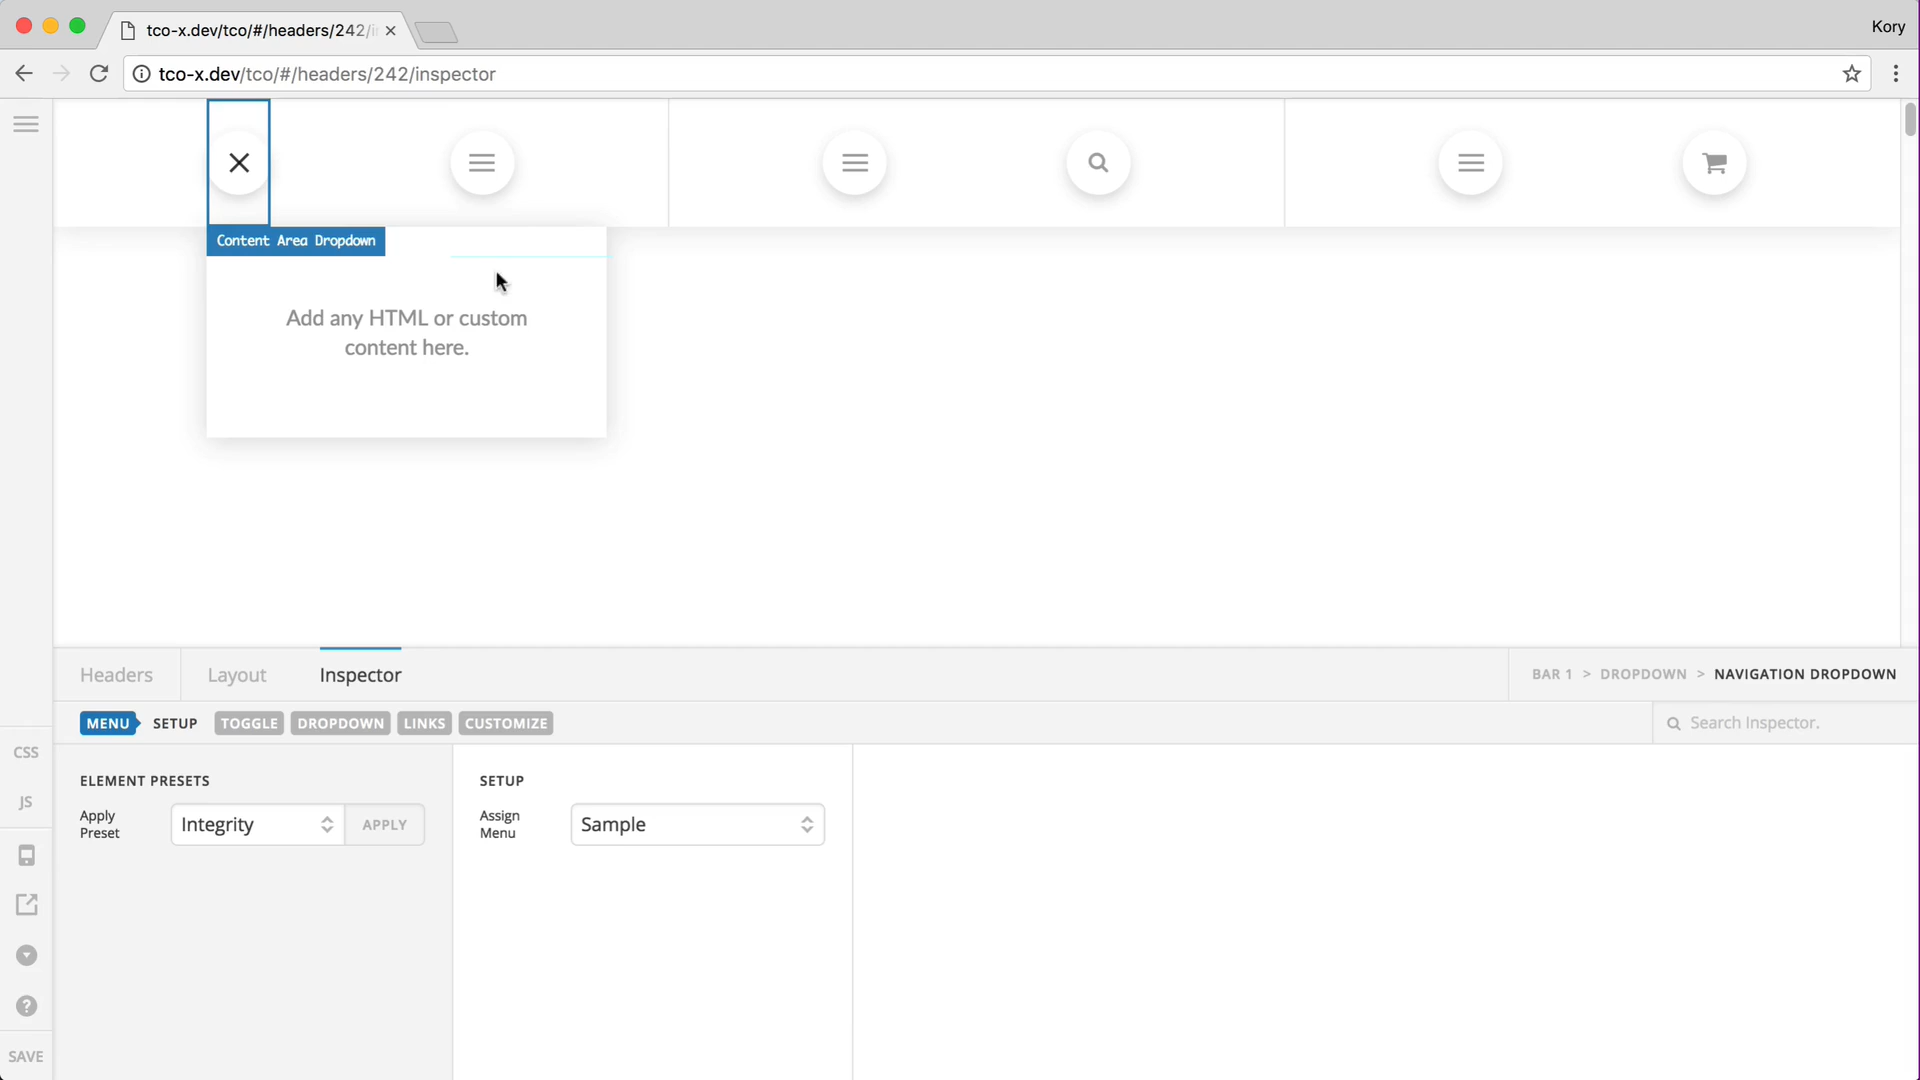 tco-x.dev/tco/#/headers/242/i
Kory
tco-x.dev/tco/#/headers/242/inspector
Content Area Dropdown
Add any HTML or custom
content here.
Headers
Layout
Inspector
BAR 1 > DROPDOWN > NAVIGATION DROPDOWN
MENU
SETUP
TOGGLE
DROPDOWN
LINKS
CUSTOMIZE
Search Inspector.
CSS
JS
SAVE
ELEMENT PRESETS
Apply
Preset
Integrity
APPLY
SETUP
Assign
Menu
Sample